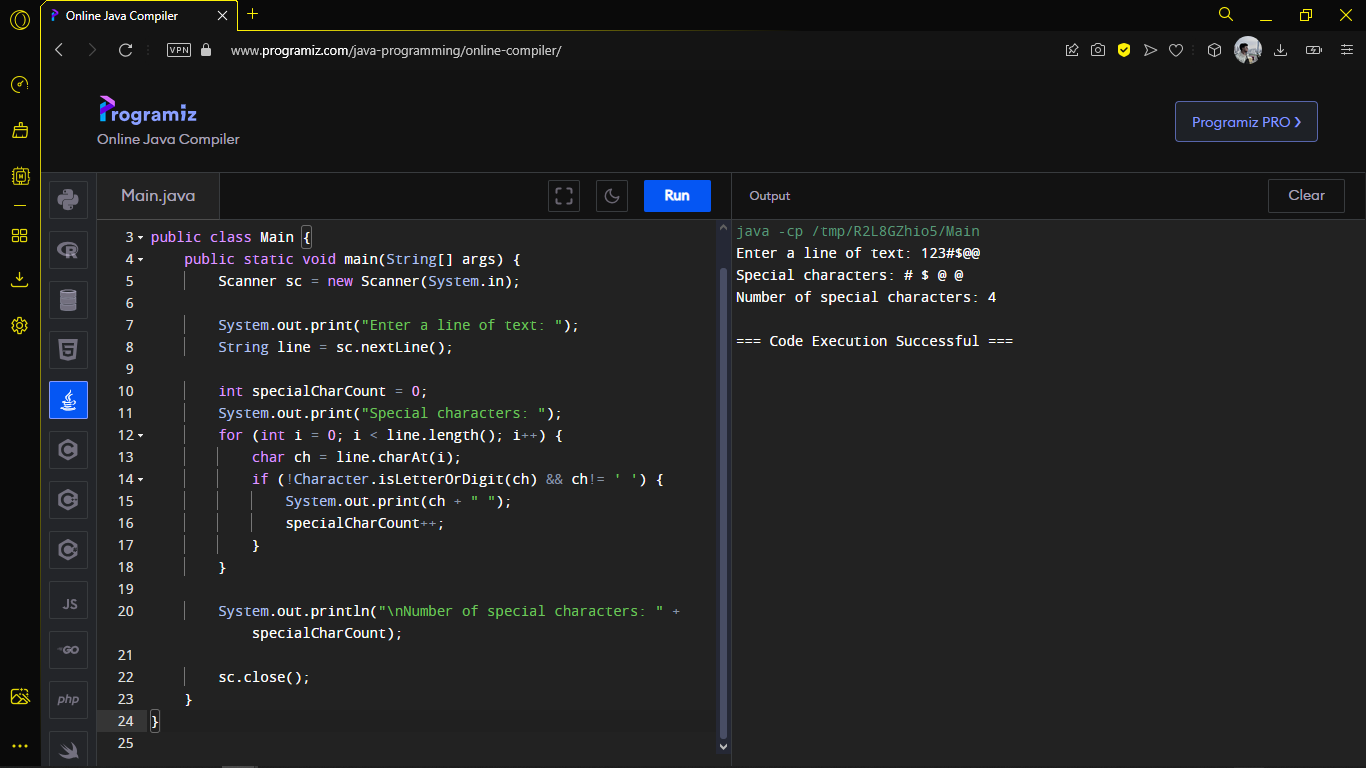 Online Java Compiler
VPN
www.programiz.com/java-programming/online-compiler/
Programiz
Online Java Compiler
Programiz PRO ❯
Main.java
Run
Output
Clear
3 public class Main {
4 public static void main(String[] args) {
5 Scanner sc = new Scanner(System.in);
6
7 System.out.print("Enter a line of text: ");
8 String line = sc.nextLine();
9
10 int specialCharCount = 0;
11 System.out.print("Special characters: ");
12 for (int i = 0; i < line.length(); i++) {
13 char ch = line.charAt(i);
14 if (!Character.isLetterOrDigit(ch) && ch!= ' ') {
15 System.out.print(ch + " ");
16 specialCharCount++;
17 }
18 }
19
20 System.out.println("\nNumber of special characters: " +
specialCharCount);
21
22 sc.close();
23 }
24 }
25
java -cp /tmp/R2L8GZhio5/Main
Enter a line of text: 123#$@@
Special characters: # $ @ @
Number of special characters: 4
=== Code Execution Successful ===
JS
GO
php